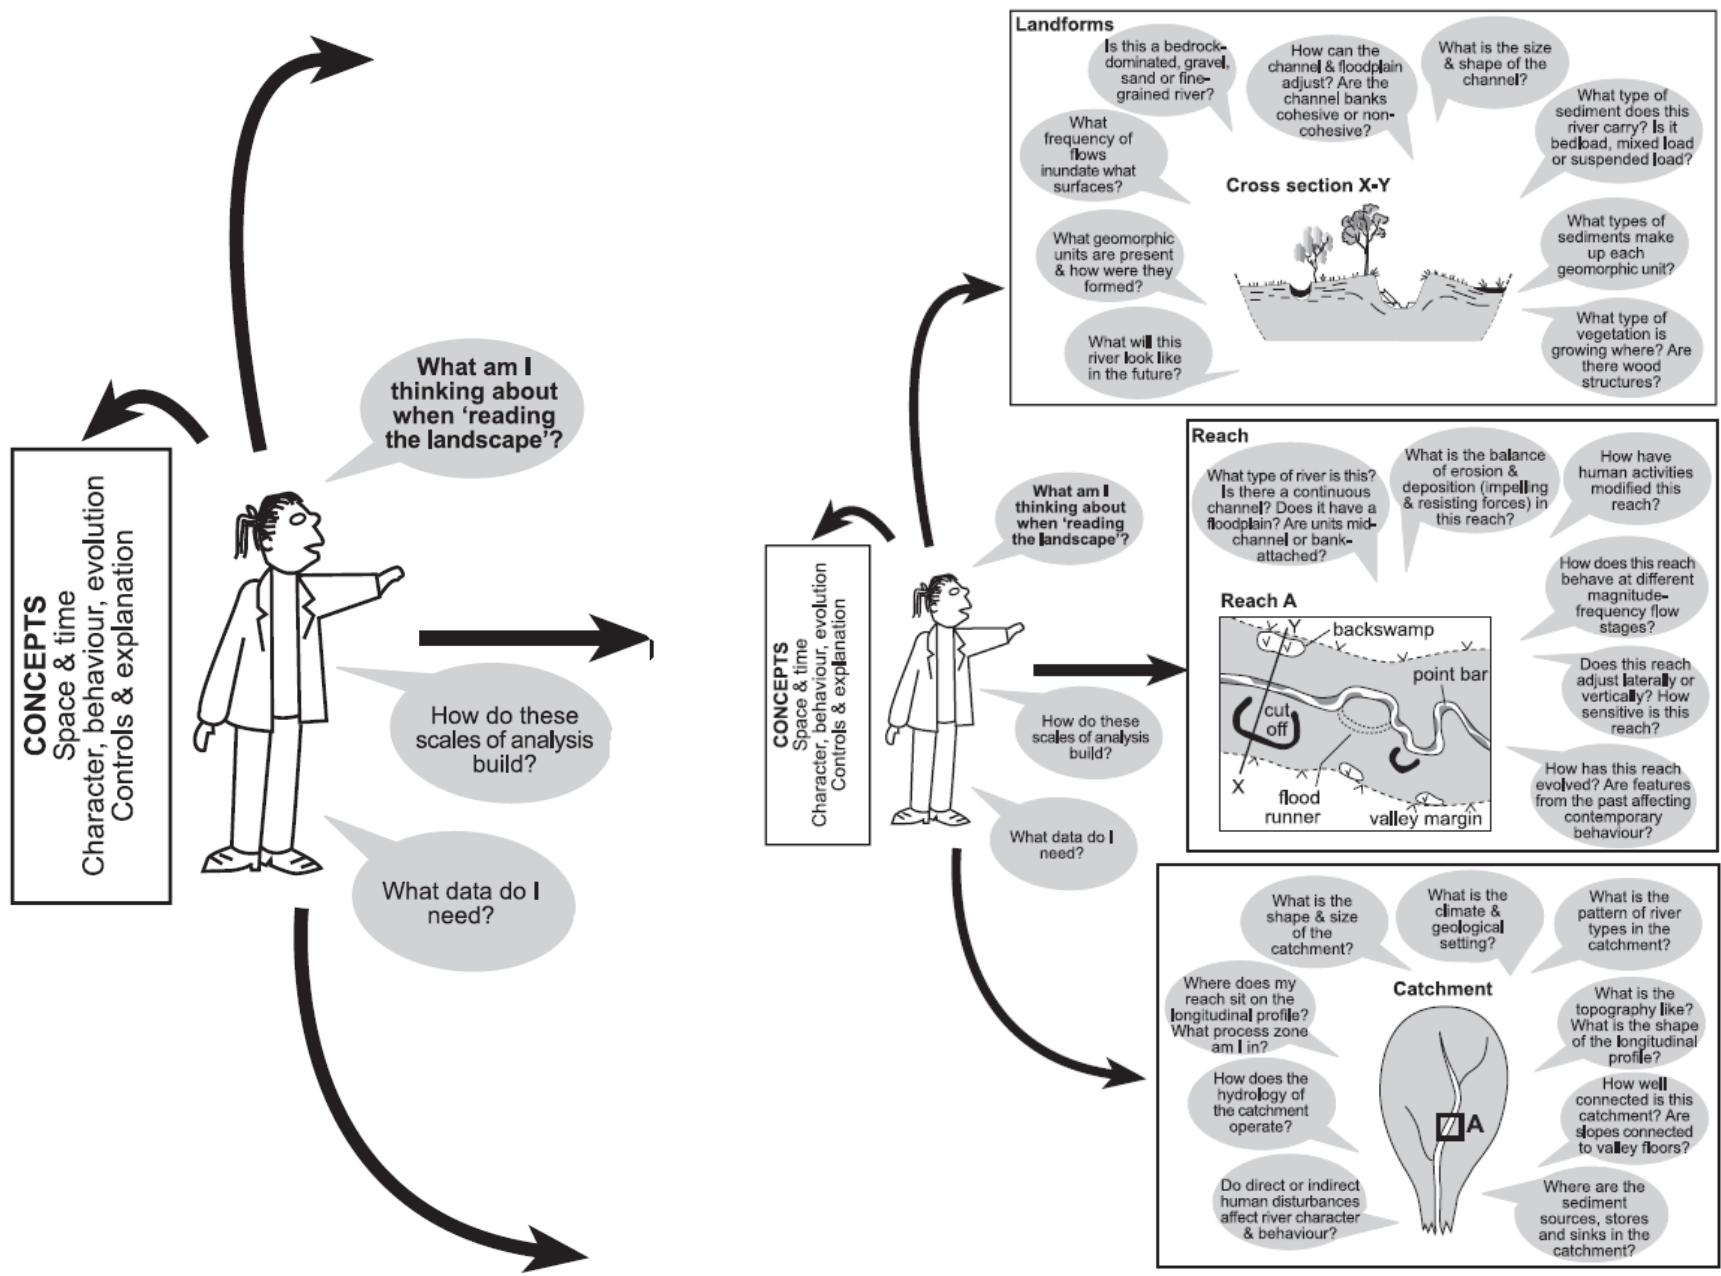 What am I
thinking about
when ‘reading
the landscape’?
CONCEPTS
Space & time
Character, behaviour, evolution
Controls & explanation
How do these
scales of analysis
build?
What data do I
need?
What am I
thinking about
when ‘reading
the landscape’?
CONCEPTS
Space & time
Character, behaviour, evolution
Controls & explanation
How do these
scales of analysis
build?
What data do I
need?
Landforms
Is this a bedrock-
dominated, gravel,
sand or fine-
grained river?
How can the
channel & floodplain
adjust? Are the
channel banks
cohesive or non-
cohesive?
What is the size
& shape of the
channel?
What type of
sediment does this
river carry? Is it
bedload, mixed load
or suspended load?
What
frequency of
flows
inundate what
surfaces?
Cross section X-Y
What geomorphic
units are present
& how were they
formed?
What types of
sediments make
up each
geomorphic unit?
What will this
river look like
in the future?
What type of
vegetation is
growing where? Are
there wood
structures?
Reach
What type of river is this?
Is there a continuous
channel? Does it have a
floodplain? Are units mid-
channel or bank-
attached?
What is the balance
of erosion &
deposition (impelling
& resisting forces) in
this reach?
How have
human activities
modified this
reach?
How does this reach
behave at different
magnitude-
frequency flow
stages?
Reach A
Y
backswamp
point bar
cut
off
X
flood
runner
valley margin
Does this reach
adjust laterally or
vertically? How
sensitive is this
reach?
How has this reach
evolved? Are features
from the past affecting
contemporary
behaviour?
What is the
shape & size
of the
catchment?
What is the
climate &
geological
setting?
What is the
pattern of river
types in the
catchment?
Where does my
reach sit on the
longitudinal profile?
What process zone
am I in?
Catchment
What is the
topography like?
What is the shape
of the longitudinal
profile?
How does the
hydrology of
the catchment
operate?
A
How well
connected is this
catchment? Are
slopes connected
to valley floors?
Do direct or indirect
human disturbances
affect river character
& behaviour?
Where are the
sediment
sources, stores
and sinks in the
catchment?